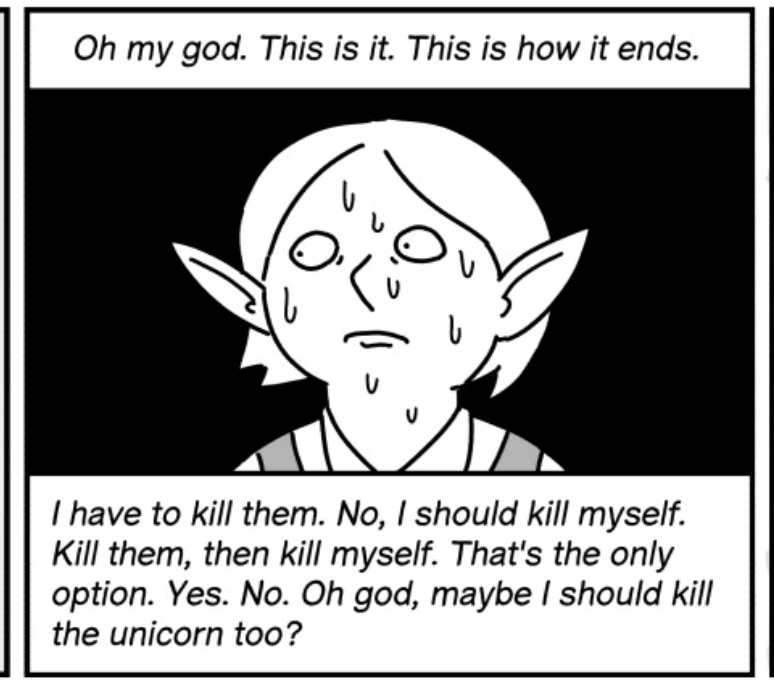 Oh my god. This is it. This is how it ends.
I have to kill them. No, I should kill myself.
Kill them, then kill myself. That's the only
option. Yes. No. Oh god, maybe I should kill
the unicorn too?